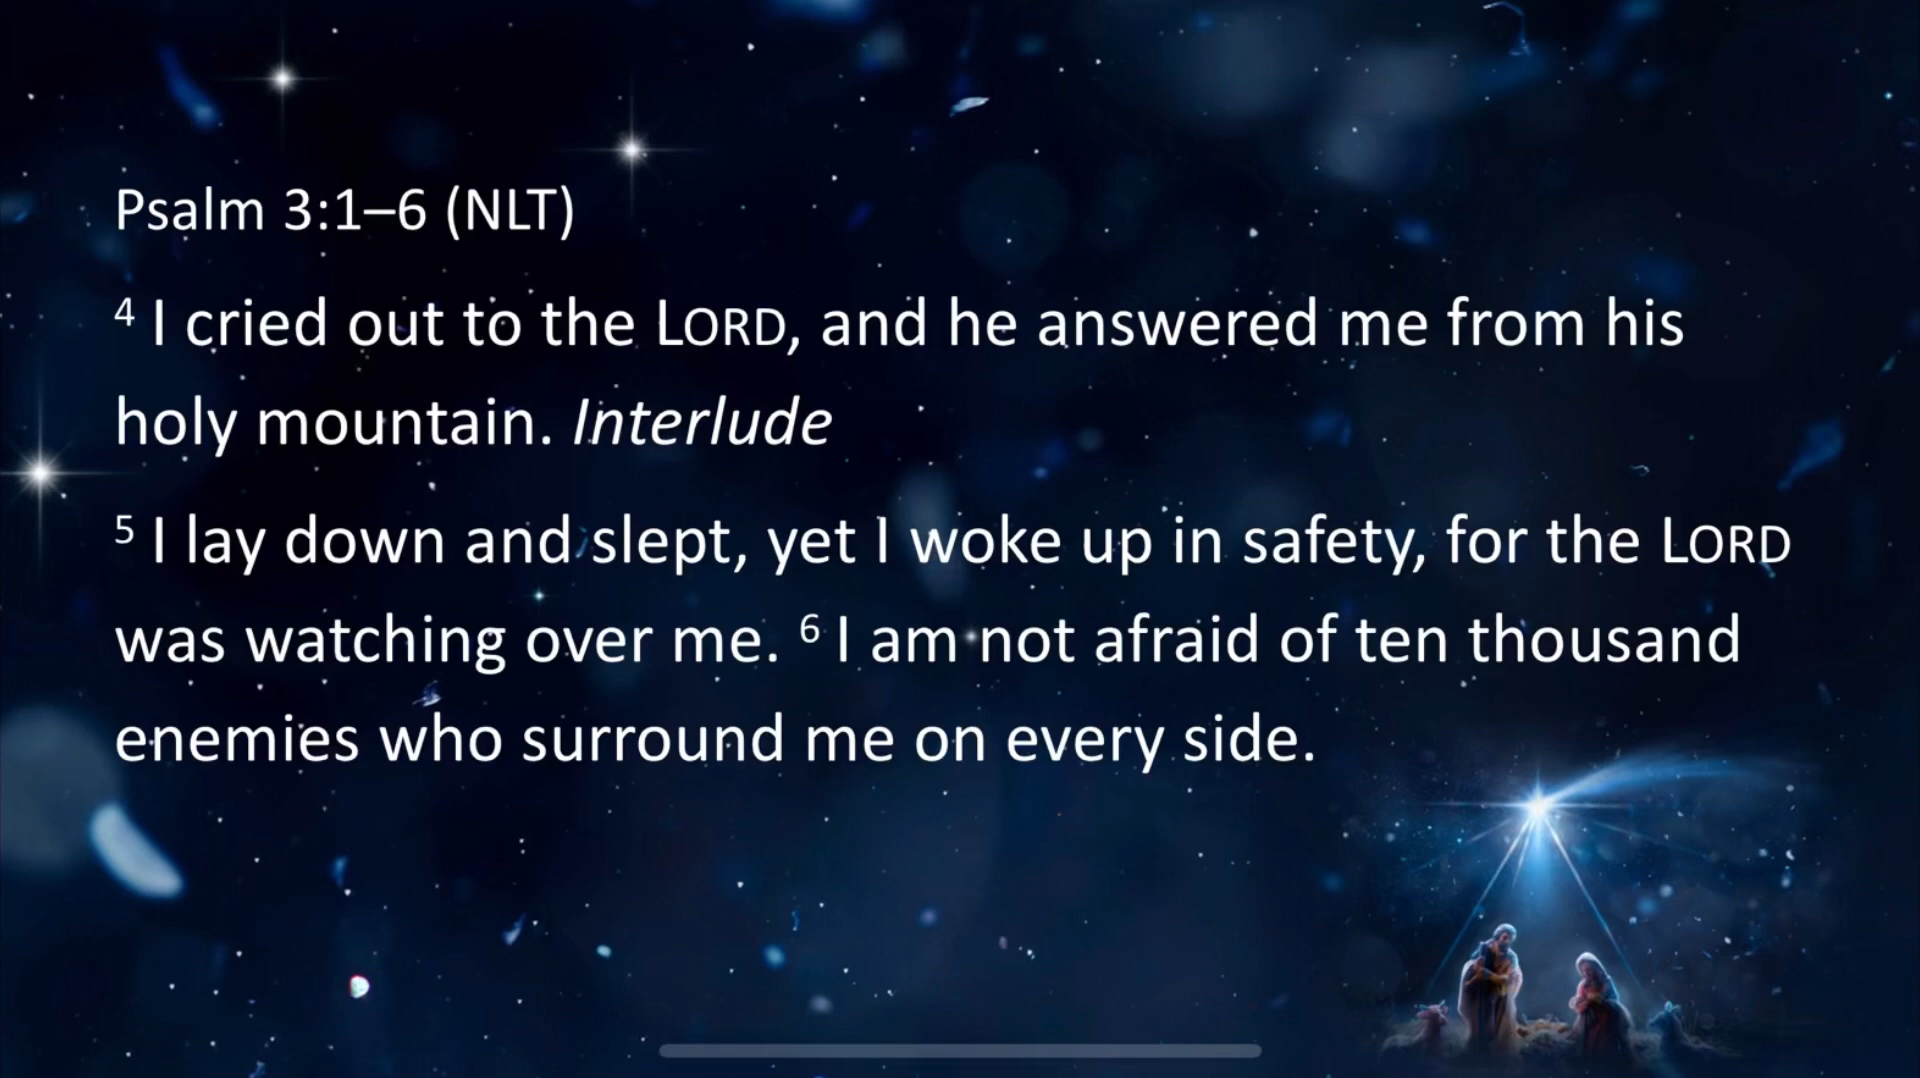 Psalm 3:1–6 (NLT)
4 I cried out to the LORD, and he answered me from his
holy mountain. Interlude
5 I lay down and slept, yet I woke up in safety, for the LORD
was watching over me. 6 I am not afraid of ten thousand
enemies who surround me on every side.